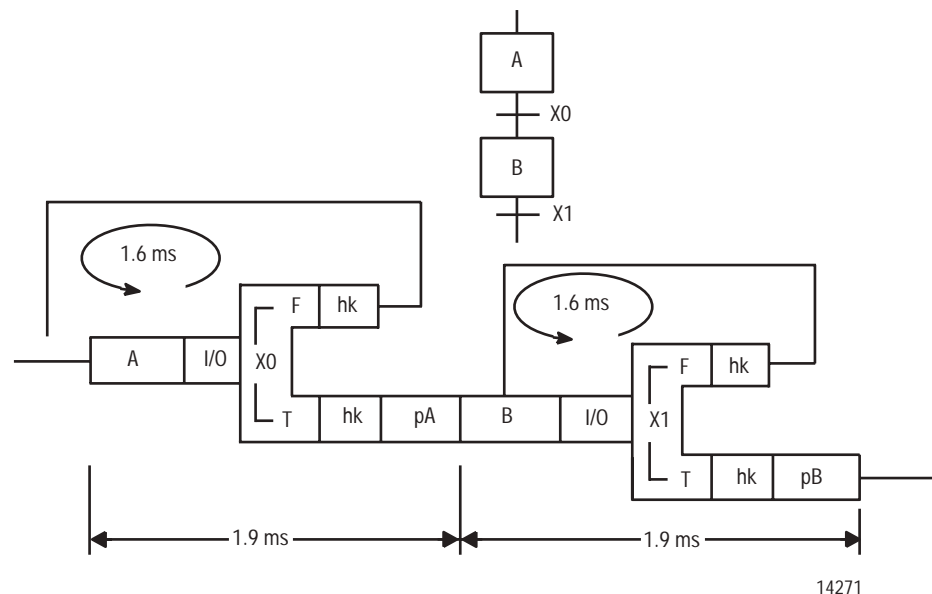 A
X0
B
X1
1.6 ms
1.6 ms
F hk
A I/O X0
F hk
T hk pA B I/O X1
T hk pB
1.9 ms 1.9 ms
14271